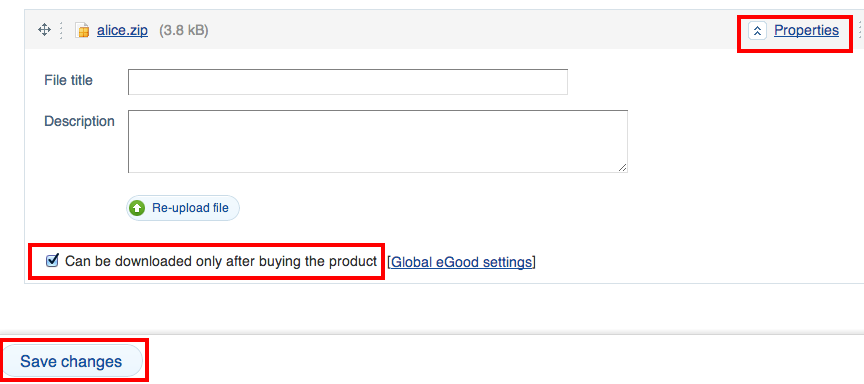 alice.zip (3.8 kB) Properties
File title
Description
Re-upload file
Can be downloaded only after buying the product [Global eGood settings]
Save changes